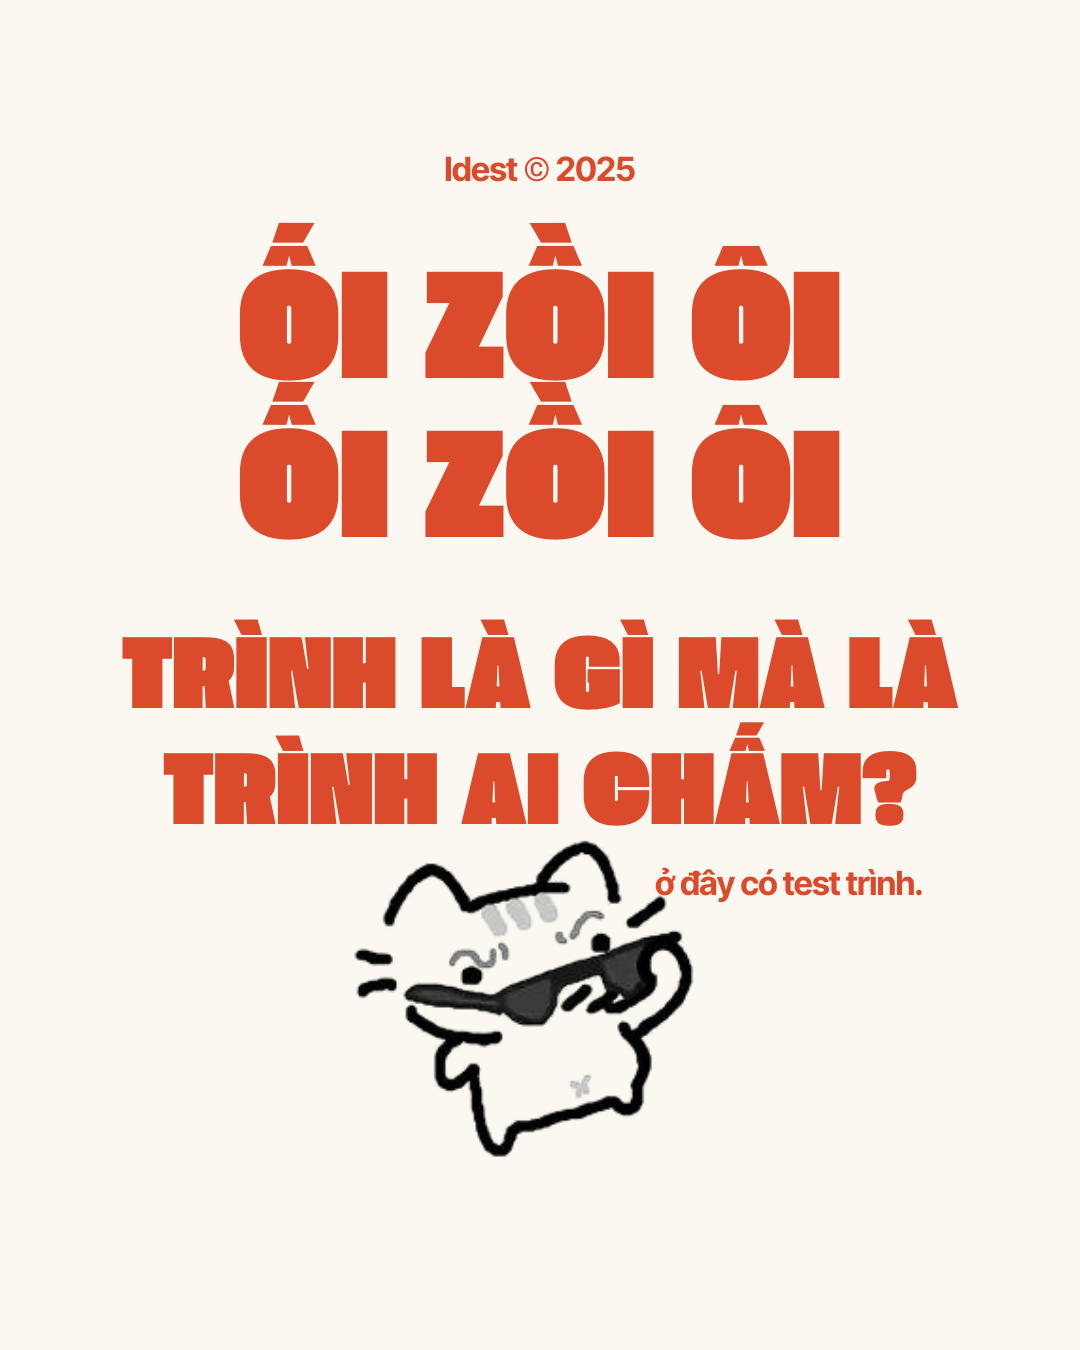 Idest © 2025
ỐI ZỒI ÔI
ỐI ZỒI ÔI
TRÌNH LÀ GÌ MÀ LÀ
TRÌNH AI CHẤM?
ở đây có test trình.